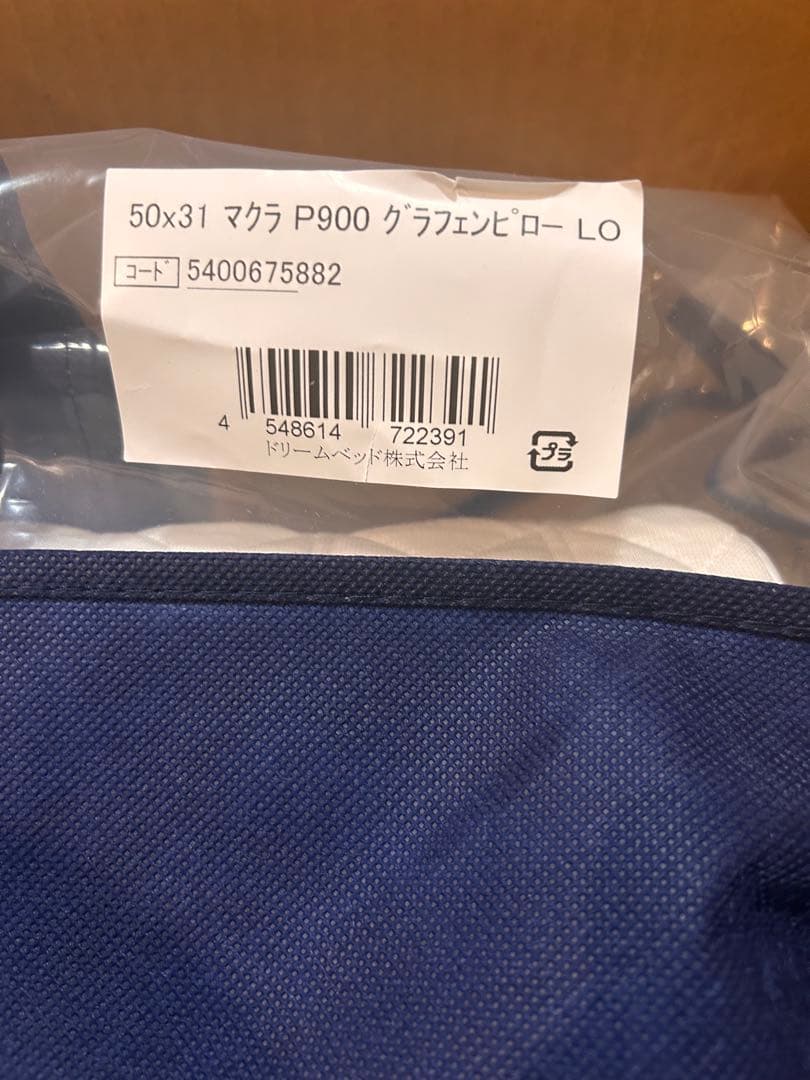 50x31 マクラ P900 グラフェンピロー LO
コード 5400675882
4 548614 722391
ドリームベッド株式会社
プラ